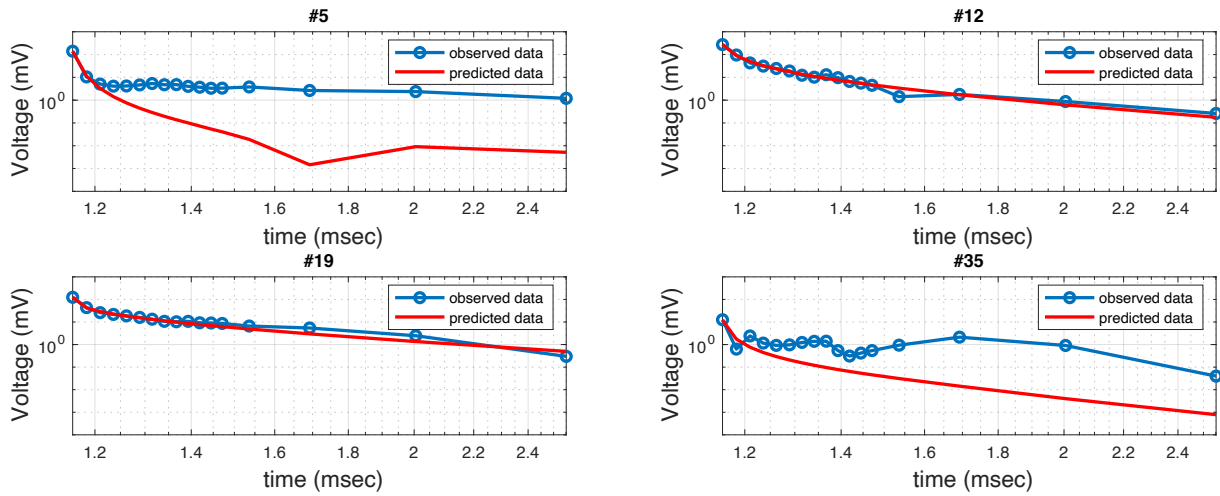 #5
Voltage (mV)
10^0
observed data
predicted data
1.2 1.4 1.6 1.8 2 2.2 2.4
time (msec)
#12
Voltage (mV)
10^0
observed data
predicted data
1.2 1.4 1.6 1.8 2 2.2 2.4
time (msec)
#19
Voltage (mV)
10^0
observed data
predicted data
1.2 1.4 1.6 1.8 2 2.2 2.4
time (msec)
#35
Voltage (mV)
10^0
observed data
predicted data
1.2 1.4 1.6 1.8 2 2.2 2.4
time (msec)